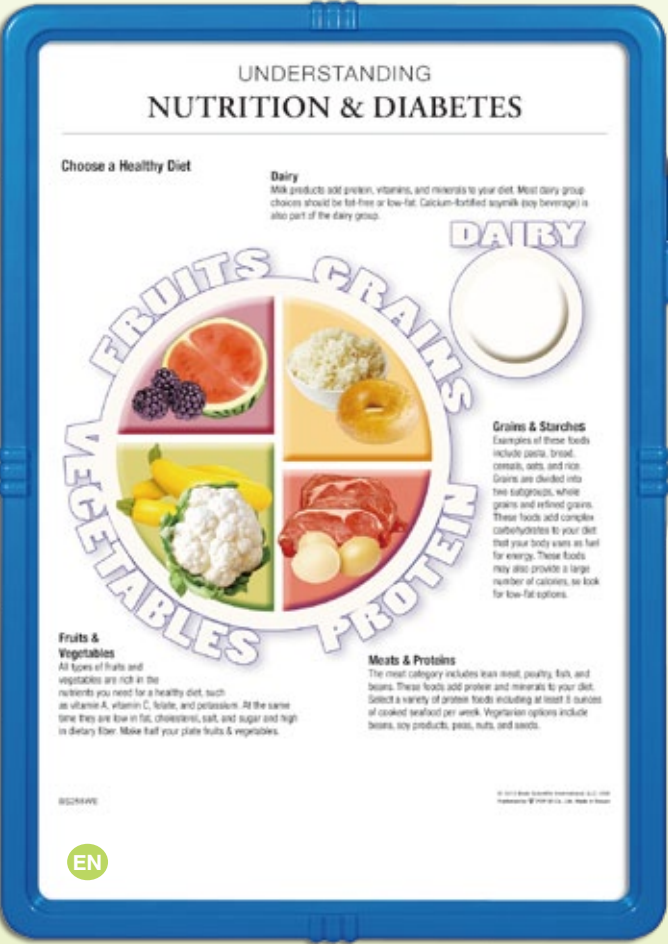 UNDERSTANDING
NUTRITION & DIABETES
Choose a Healthy Diet
Dairy
Milk products add protein, vitamins, and minerals to your diet. Most dairy group
choices should be fat-free or low-fat. Calcium-fortified soymilk (soy beverage) is
also part of the dairy group.
DAIRY
FRUITS
GRAINS
VEGETABLES
PROTEIN
Grains & Starches
Examples of these foods
include pasta, bread,
cereals, oats, and rice.
Grains are divided into
two subgroups, whole
grains and refined grains.
These foods add complex
carbohydrates to your diet
that your body uses as fuel
for energy. These foods
may also provide a large
number of calories, so look
for low-fat options.
Fruits &
Vegetables
All types of fruits and
vegetables are rich in the
nutrients you need for a healthy diet, such
as vitamin A, vitamin C, folate, and potassium. At the same
time they are low in fat, cholesterol, salt, and sugar and high
in dietary fiber. Make half your plate fruits & vegetables.
Meats & Proteins
The meat category includes lean meat, poultry, fish, and
beans. These foods add protein and minerals to your diet.
Select a variety of protein foods including at least 8 ounces
of cooked seafood per week. Vegetarian options include
beans, soy products, peas, nuts, and seeds.
EN